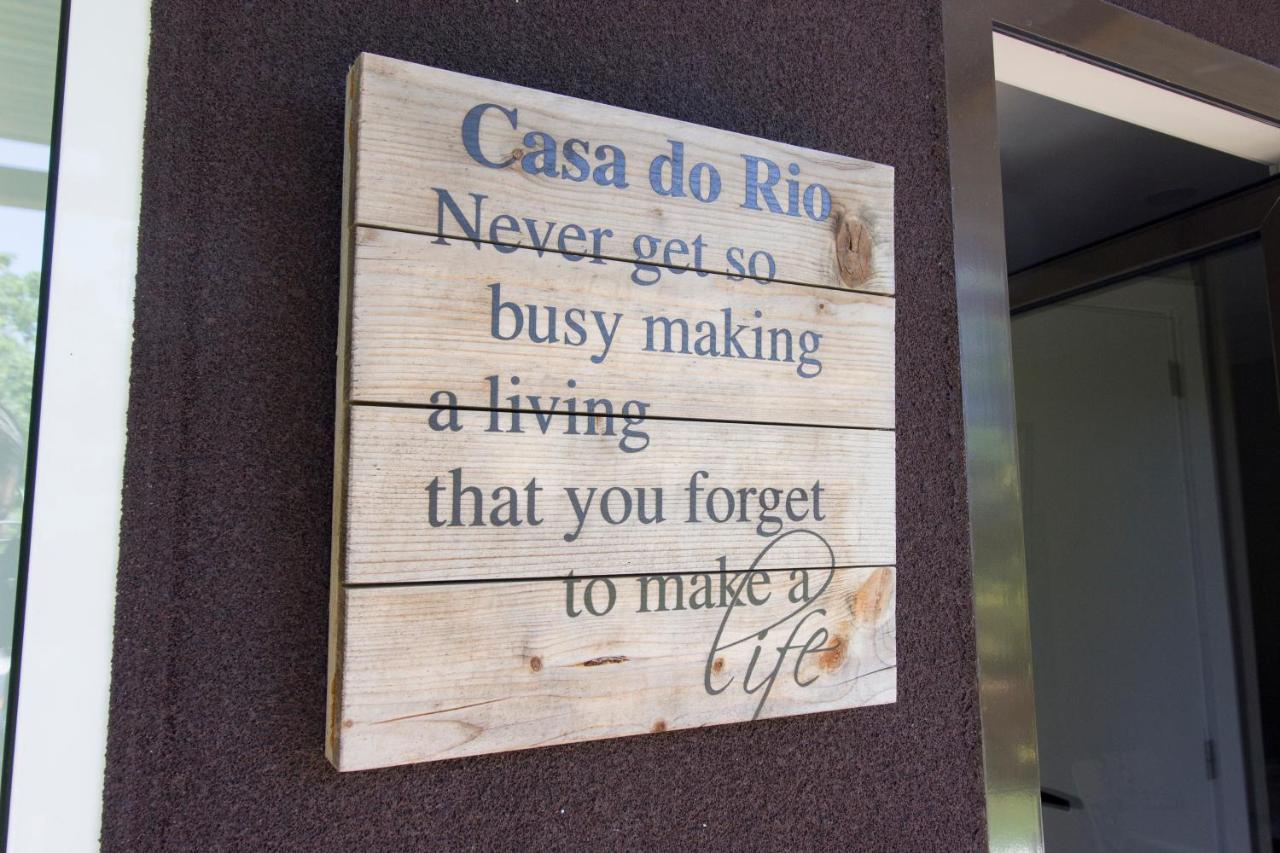 Casa do Rio
Never get so
busy making
a living
that you forget
to make a
life